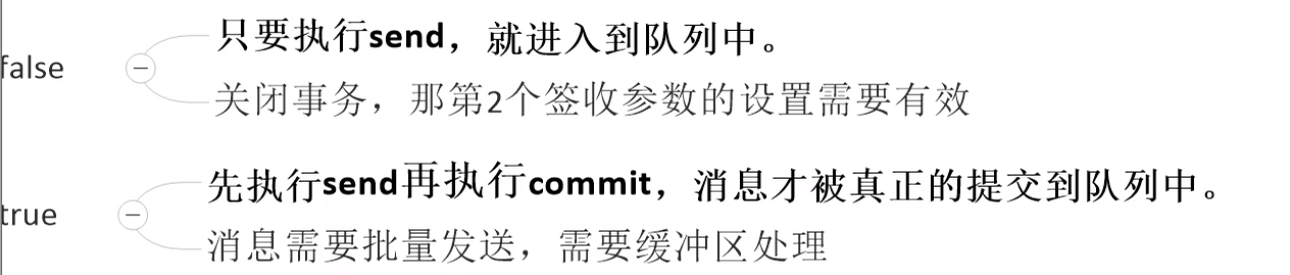 只要执行send，就进入到队列中。
false
关闭事务，那第2个签收参数的设置需要有效
先执行send再执行commit，消息才被真正的提交到队列中。
true
消息需要批量发送，需要缓冲区处理